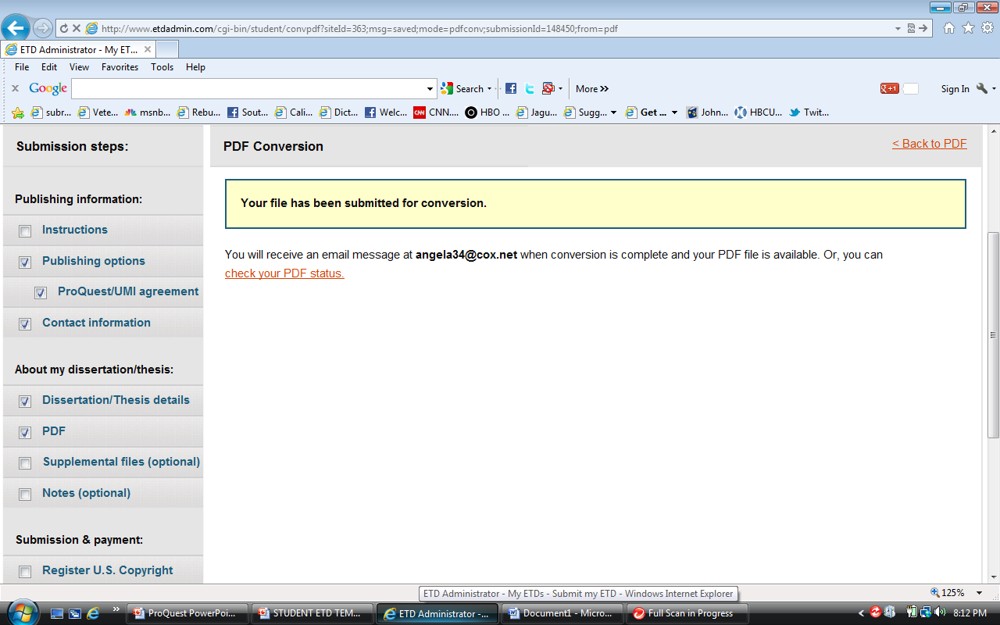 http://www.etdadmin.com/cgi-bin/student/convpdf?siteId=363;msg=saved;mode=pdfconv;submissionId=148450;from=pdf
ETD Administrator - My ET...
File Edit View Favorites Tools Help
x Google Search More >> +1 Sign In
subr... Vete... msnb... Rebu... Sout... Cali... Dict... Welc... CNN.... HBO ... Jagu... Sugg... Get ... John... HBCU... Twit...
Submission steps:
PDF Conversion
< Back to PDF
Publishing information:
Your file has been submitted for conversion.
Instructions
Publishing options
You will receive an email message at angela34@cox.net when conversion is complete and your PDF file is available. Or, you can
check your PDF status.
ProQuest/UMI agreement
Contact information
About my dissertation/thesis:
Dissertation/Thesis details
PDF
Supplemental files (optional)
Notes (optional)
Submission & payment:
Register U.S. Copyright
ETD Administrator - My ETDs - Submit my ETD - Windows Internet Explorer
125%
ProQuest PowerPoi... STUDENT ETD TEM... ETD Administrator -... Document1 - Micro... Full Scan in Progress 8:12 PM